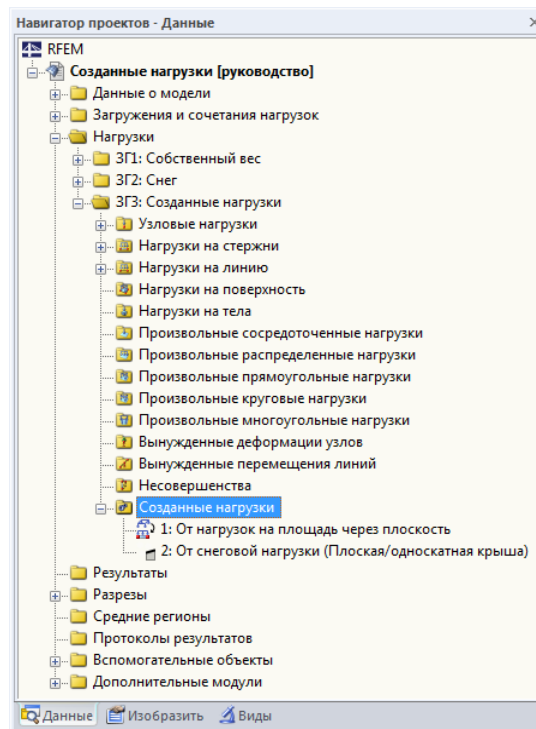 Навигатор проектов - Данные
RFEM
Созданные нагрузки [руководство]
Данные о модели
Загружения и сочетания нагрузок
Нагрузки
ЗГ1: Собственный вес
ЗГ2: Снег
ЗГ3: Созданные нагрузки
Узловые нагрузки
Нагрузки на стержни
Нагрузки на линию
Нагрузки на поверхность
Нагрузки на тела
Произвольные сосредоточенные нагрузки
Произвольные распределенные нагрузки
Произвольные прямоугольные нагрузки
Произвольные круговые нагрузки
Произвольные многоугольные нагрузки
Вынужденные деформации узлов
Вынужденные перемещения линий
Несовершенства
Созданные нагрузки
1: От нагрузок на площадь через плоскость
2: От снеговой нагрузки (Плоская/односкатная крыша)
Результаты
Разрезы
Средние регионы
Протоколы результатов
Вспомогательные объекты
Дополнительные модули
Данные Изобразить Виды